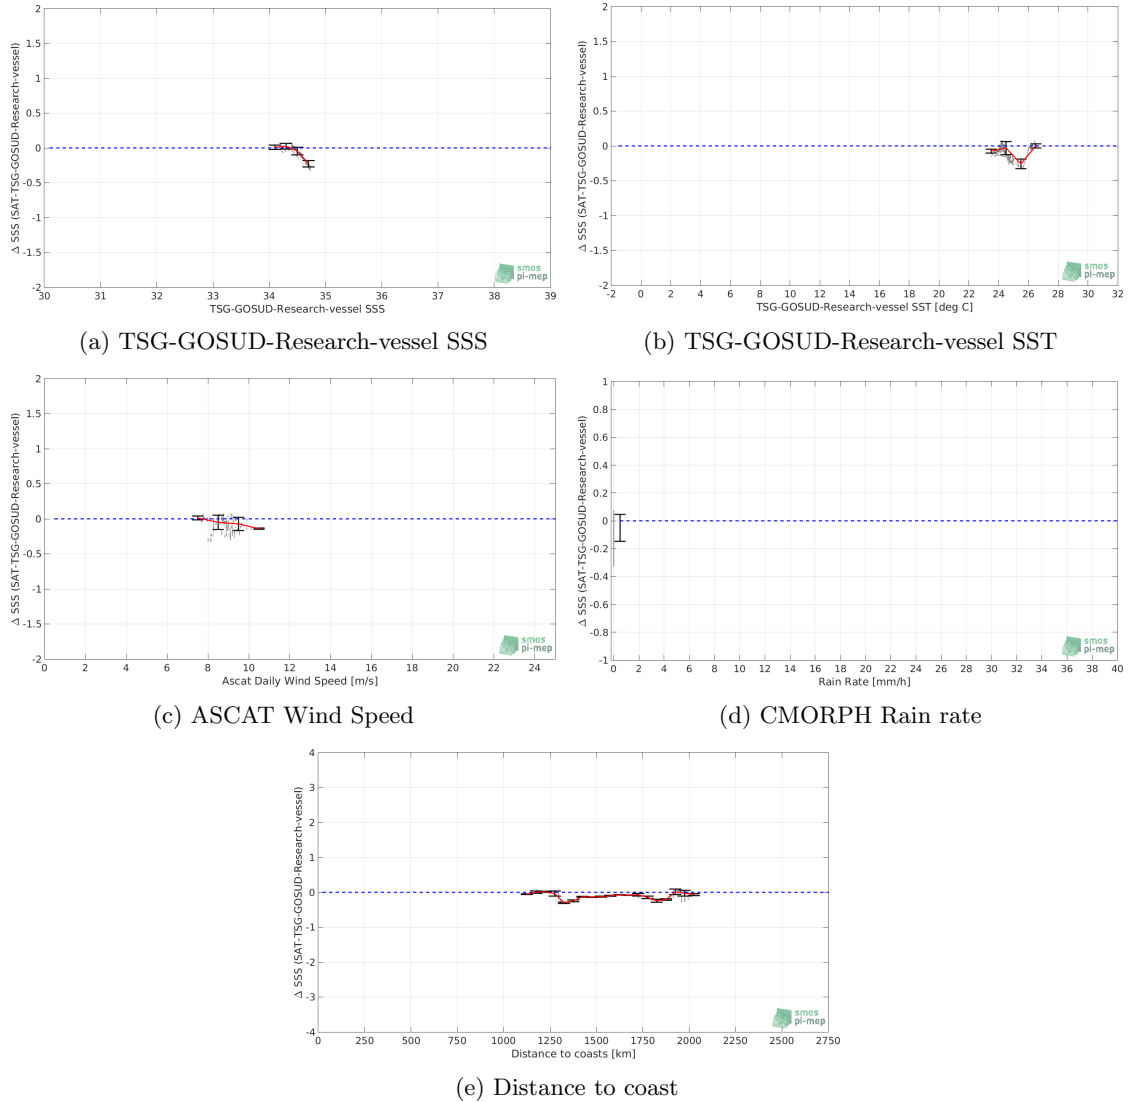 Δ SSS (SAT-TSG-GOSUD-Research-vessel)
2
1.5
1
0.5
0
-0.5
-1
-1.5
-2
30 31 32 33 34 35 36 37 38 39
TSG-GOSUD-Research-vessel SSS
smos
pi-mep
(a) TSG-GOSUD-Research-vessel SSS
Δ SSS (SAT-TSG-GOSUD-Research-vessel)
2
1.5
1
0.5
0
-0.5
-1
-1.5
-2
-2 0 2 4 6 8 10 12 14 16 18 20 22 24 26 28 30 32
TSG-GOSUD-Research-vessel SST [deg C]
smos
pi-mep
(b) TSG-GOSUD-Research-vessel SST
Δ SSS (SAT-TSG-GOSUD-Research-vessel)
2
1.5
1
0.5
0
-0.5
-1
-1.5
-2
0 2 4 6 8 10 12 14 16 18 20 22 24
Ascat Daily Wind Speed [m/s]
smos
pi-mep
(c) ASCAT Wind Speed
Δ SSS (SAT-TSG-GOSUD-Research-vessel)
1
0.8
0.6
0.4
0.2
0
-0.2
-0.4
-0.6
-0.8
-1
0 2 4 6 8 10 12 14 16 18 20 22 24 26 28 30 32 34 36 38 40
Rain Rate [mm/h]
smos
pi-mep
(d) CMORPH Rain rate
Δ SSS (SAT-TSG-GOSUD-Research-vessel)
4
3
2
1
0
-1
-2
-3
-4
0 250 500 750 1000 1250 1500 1750 2000 2250 2500 2750
Distance to coasts [km]
smos
pi-mep
(e) Distance to coast